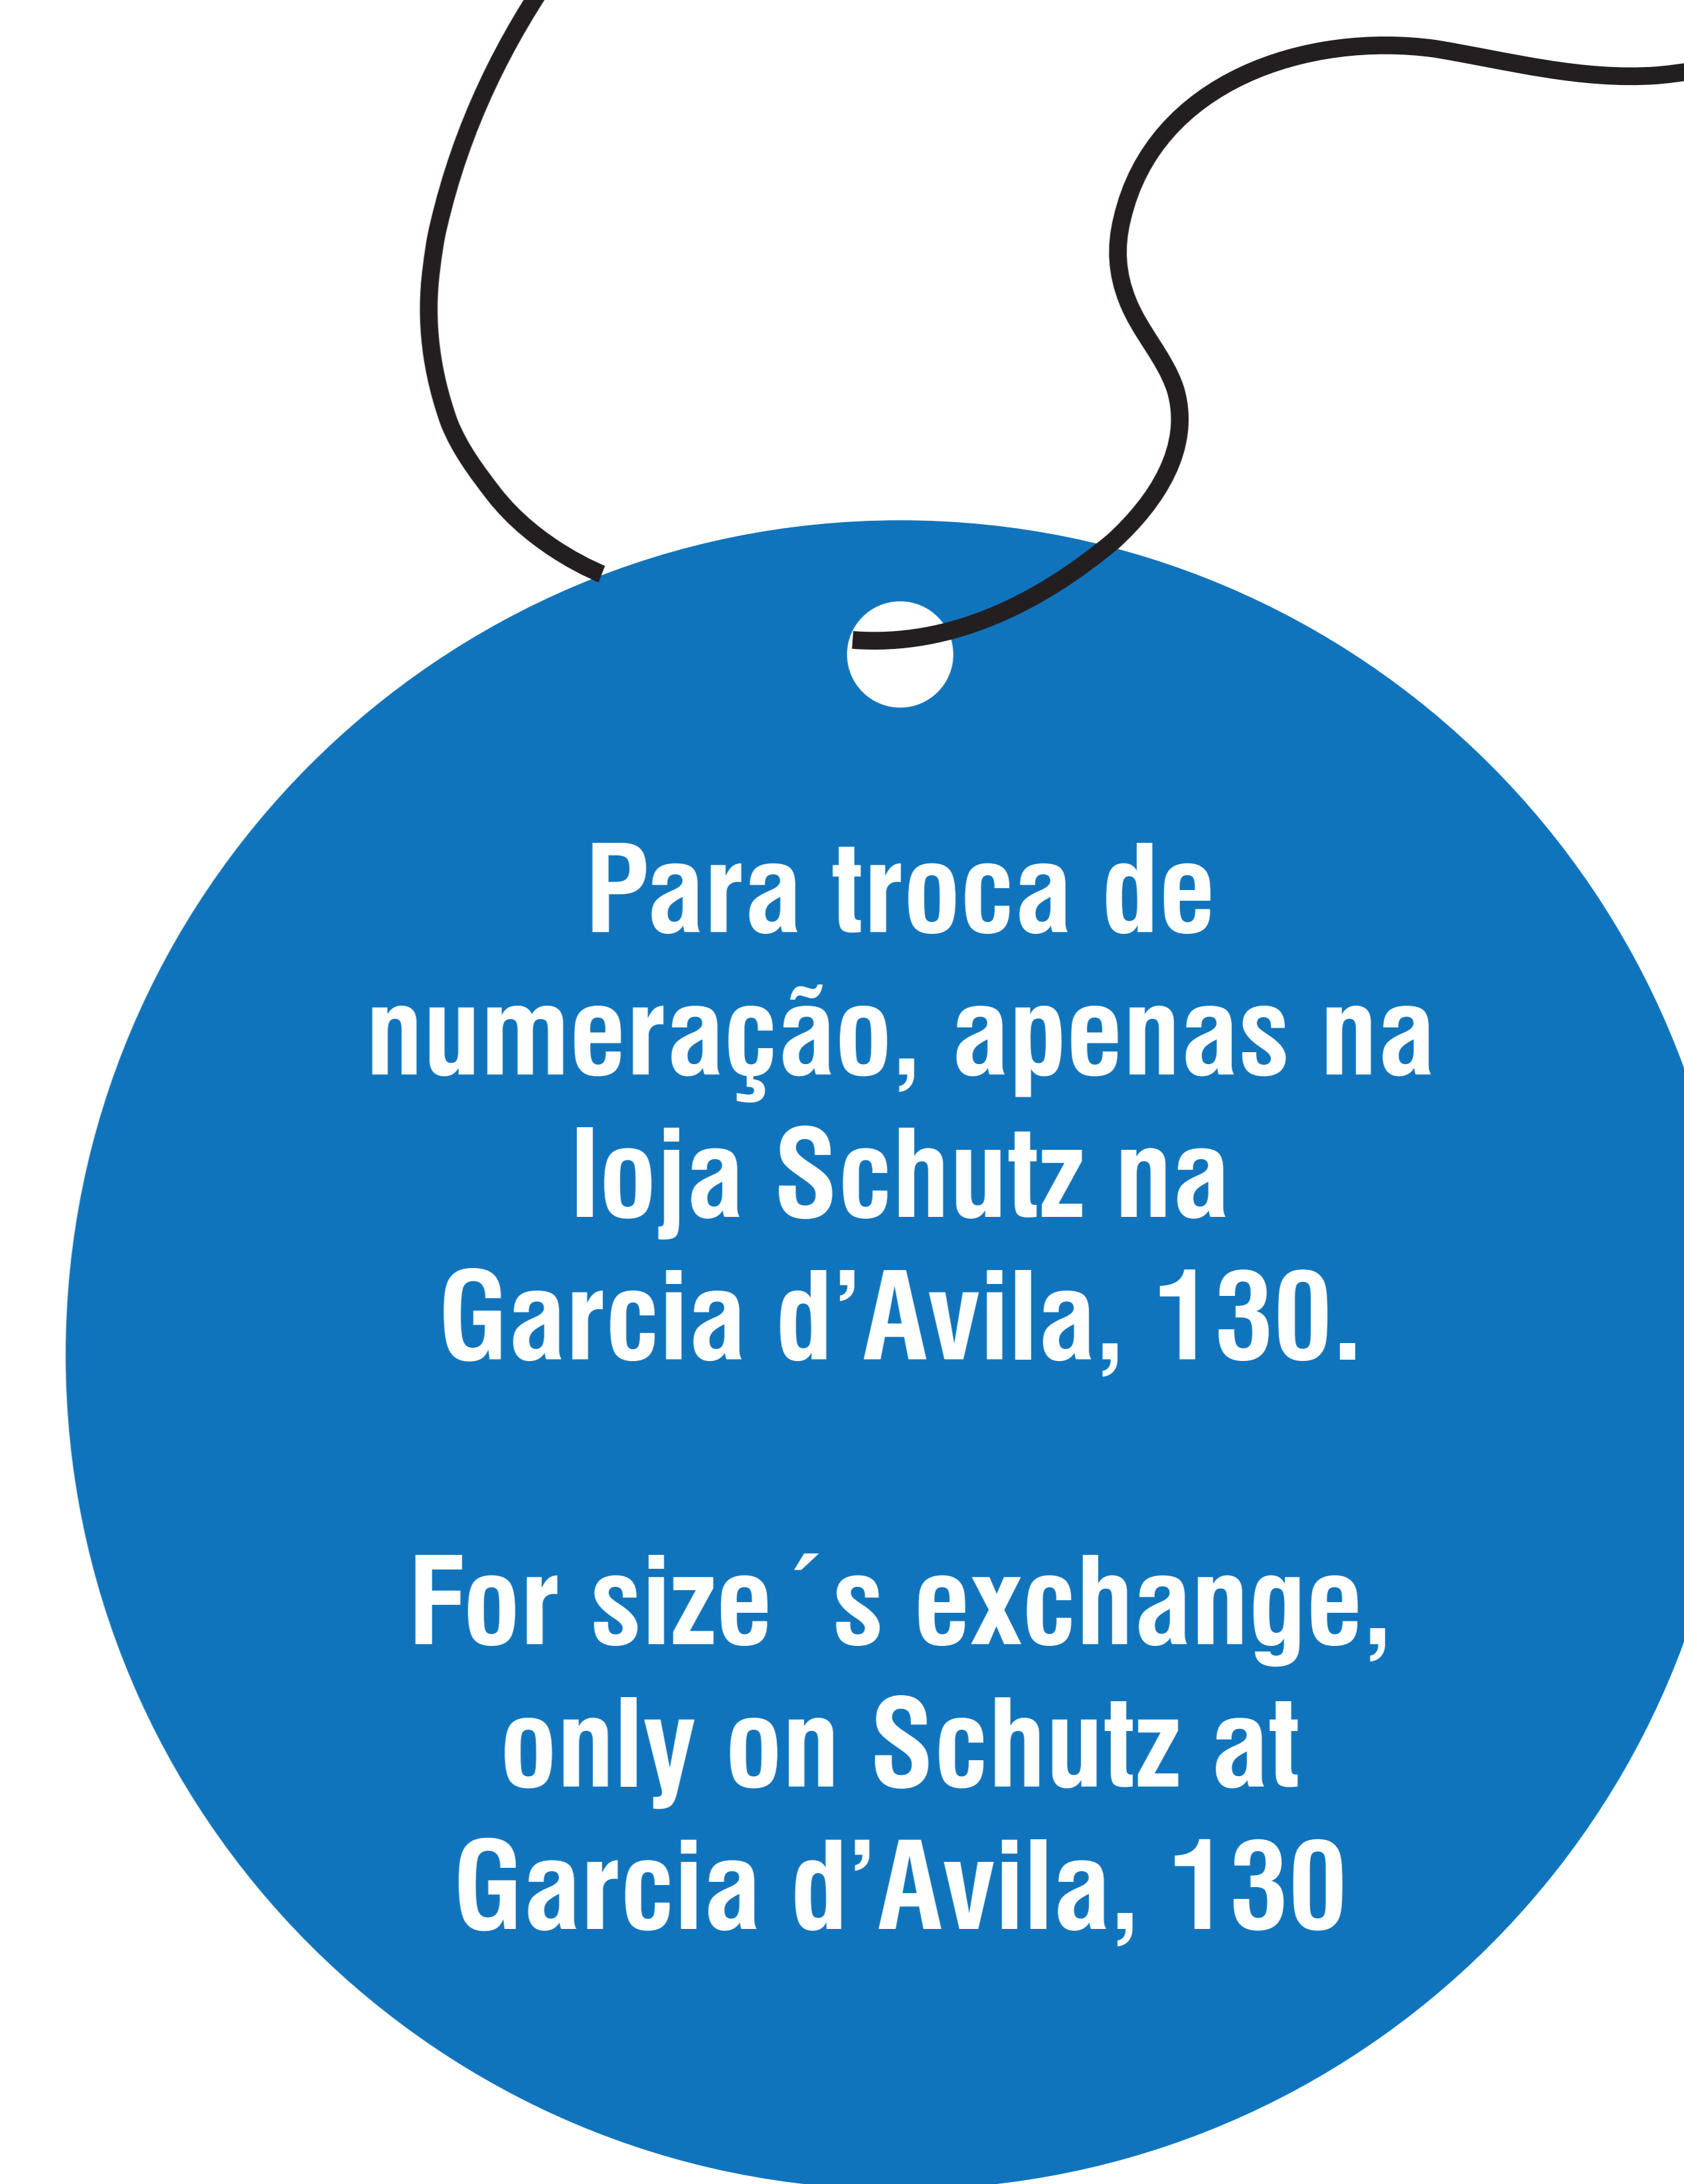 Para troca de
numeração, apenas na
loja Schutz na
Garcia d’Avila, 130.
For size´s exchange,
only on Schutz at
Garcia d’Avila, 130